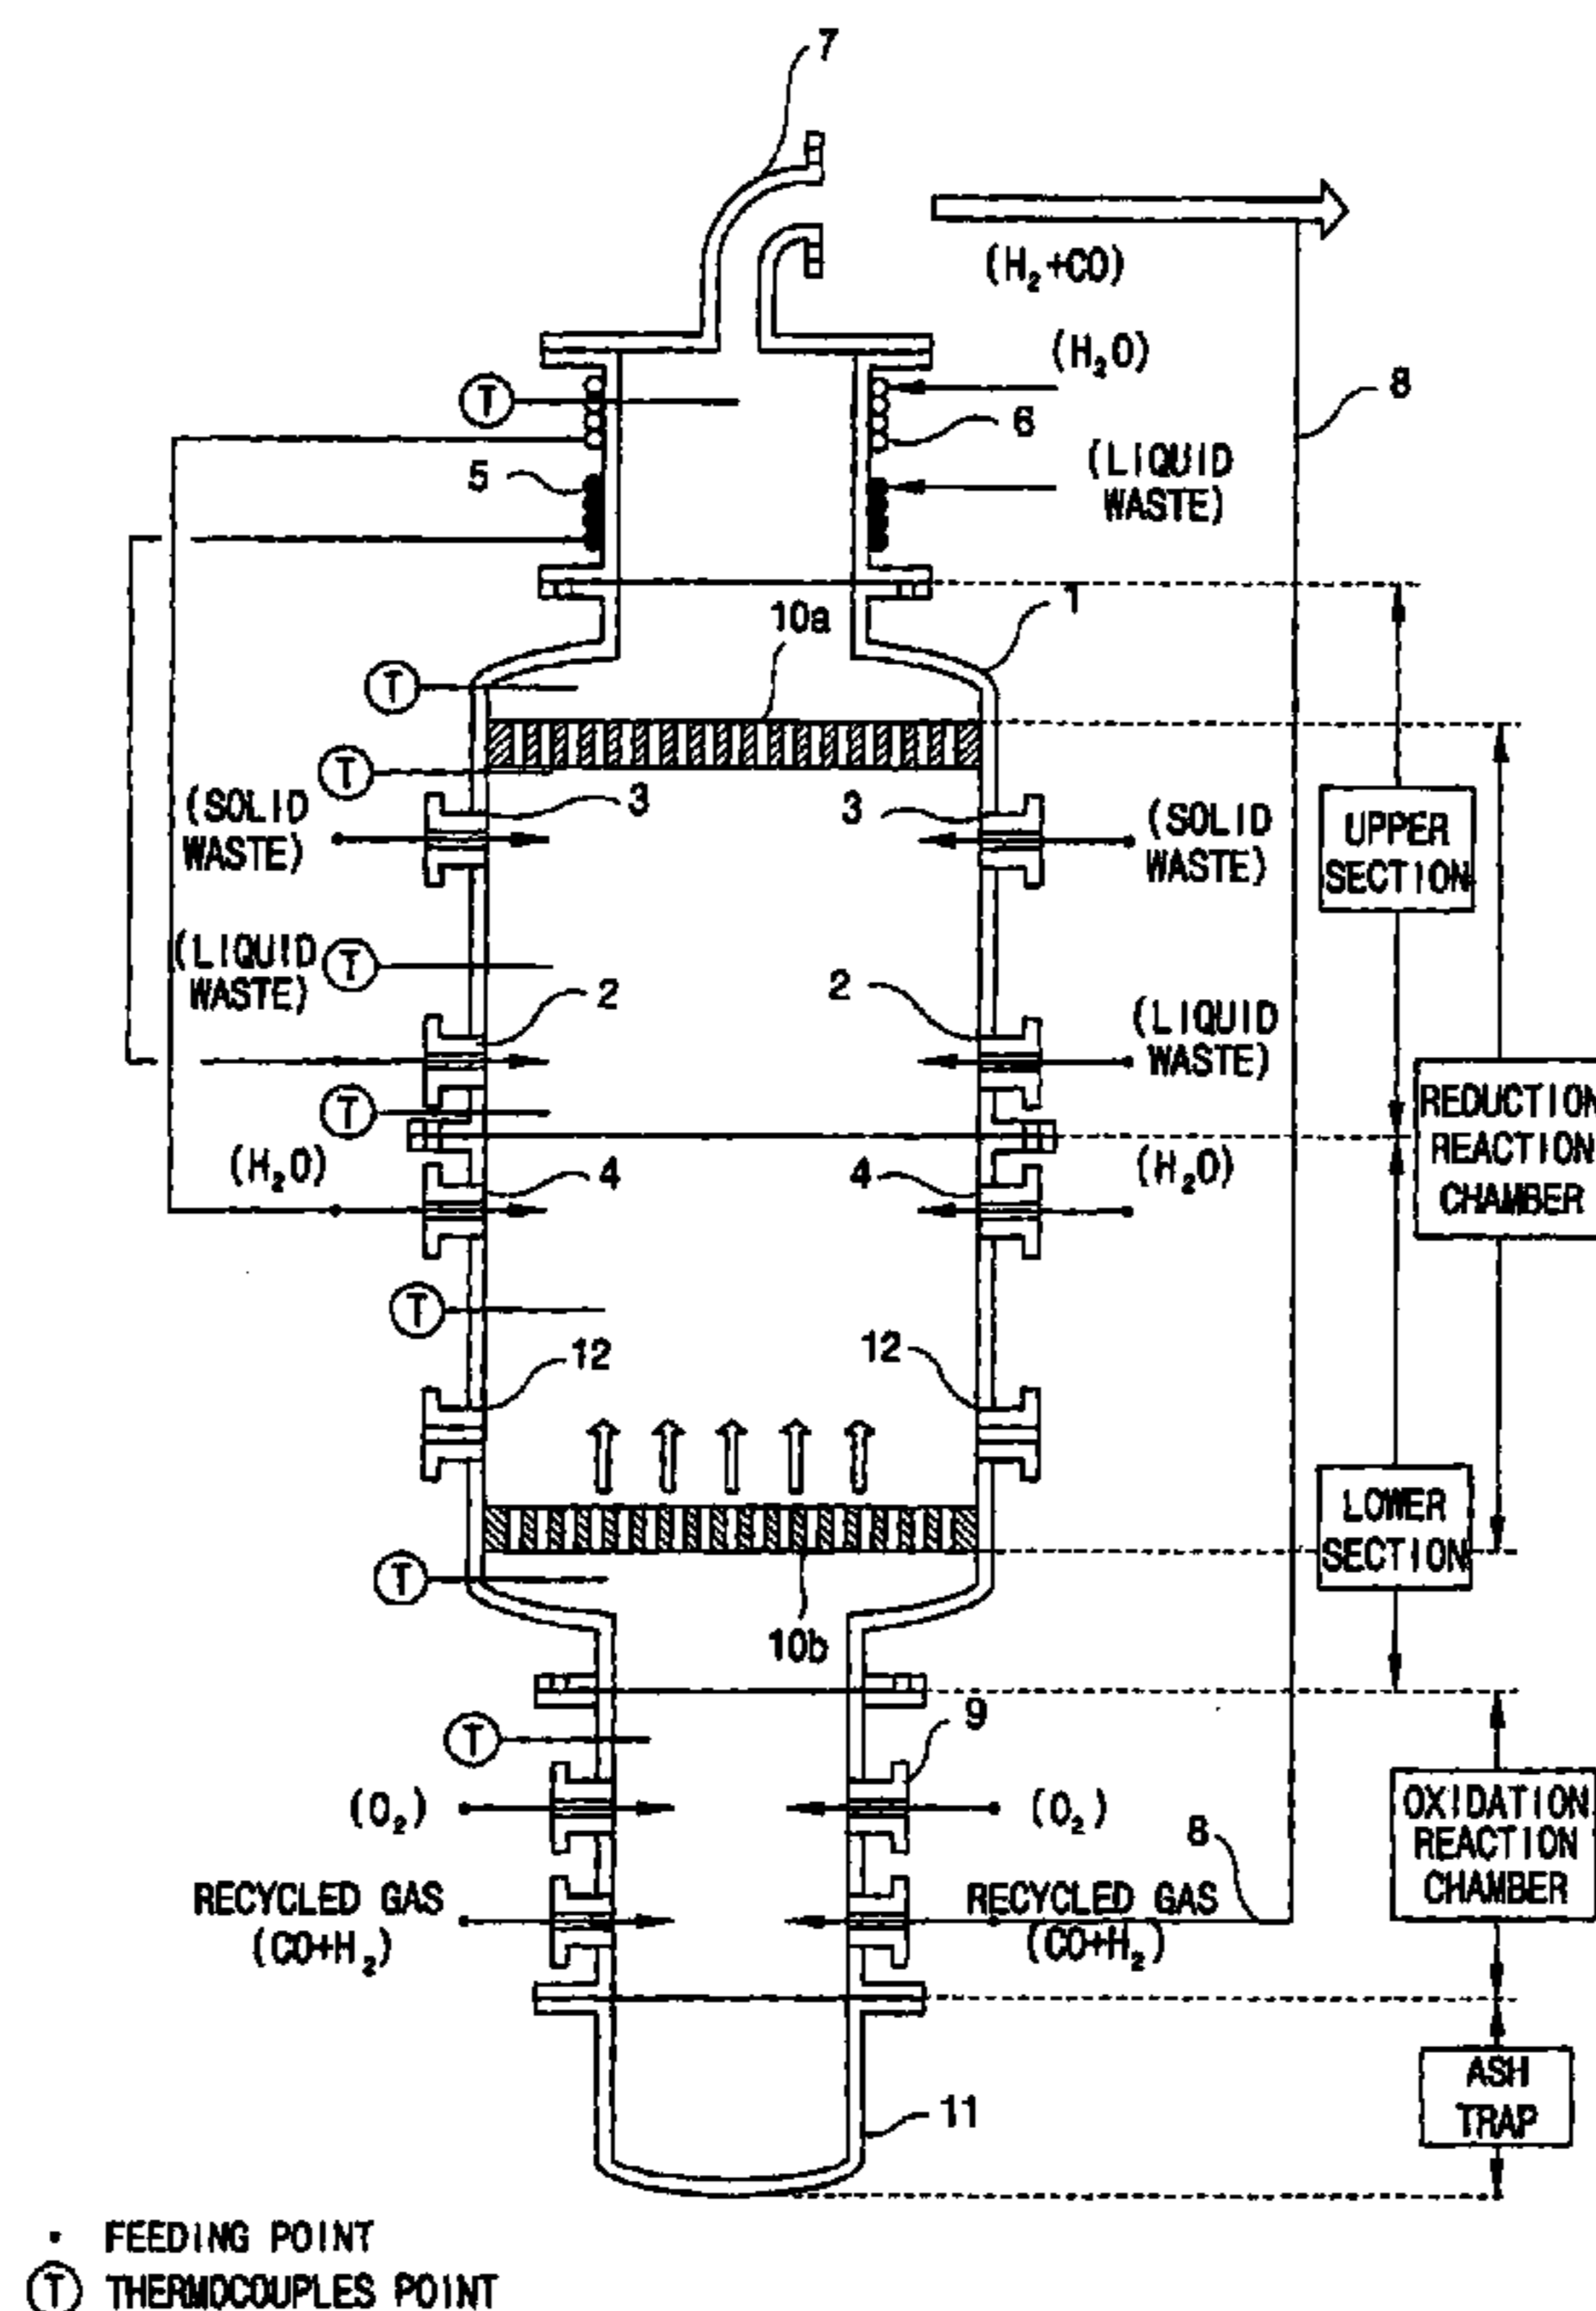 7
(H₂+CO)
(H₂O)
8
T
6
5
(LIQUID
WASTE)
10a
1
T
T
(SOLID
WASTE)
3
3
(SOLID
WASTE)
UPPER
SECTION
(LIQUID
WASTE)
T
2
2
(LIQUID
WASTE)
T
REDUCTION
REACTION
CHAMBER
(H₂O)
4
4
(H₂O)
T
12
12
LOWER
SECTION
T
10b
9
T
(O₂)
(O₂)
OXIDATION
REACTION
CHAMBER
8
RECYCLED GAS
(CO+H₂)
RECYCLED GAS
(CO+H₂)
ASH
TRAP
11
• FEEDING POINT
T THERMOCOUPLES POINT